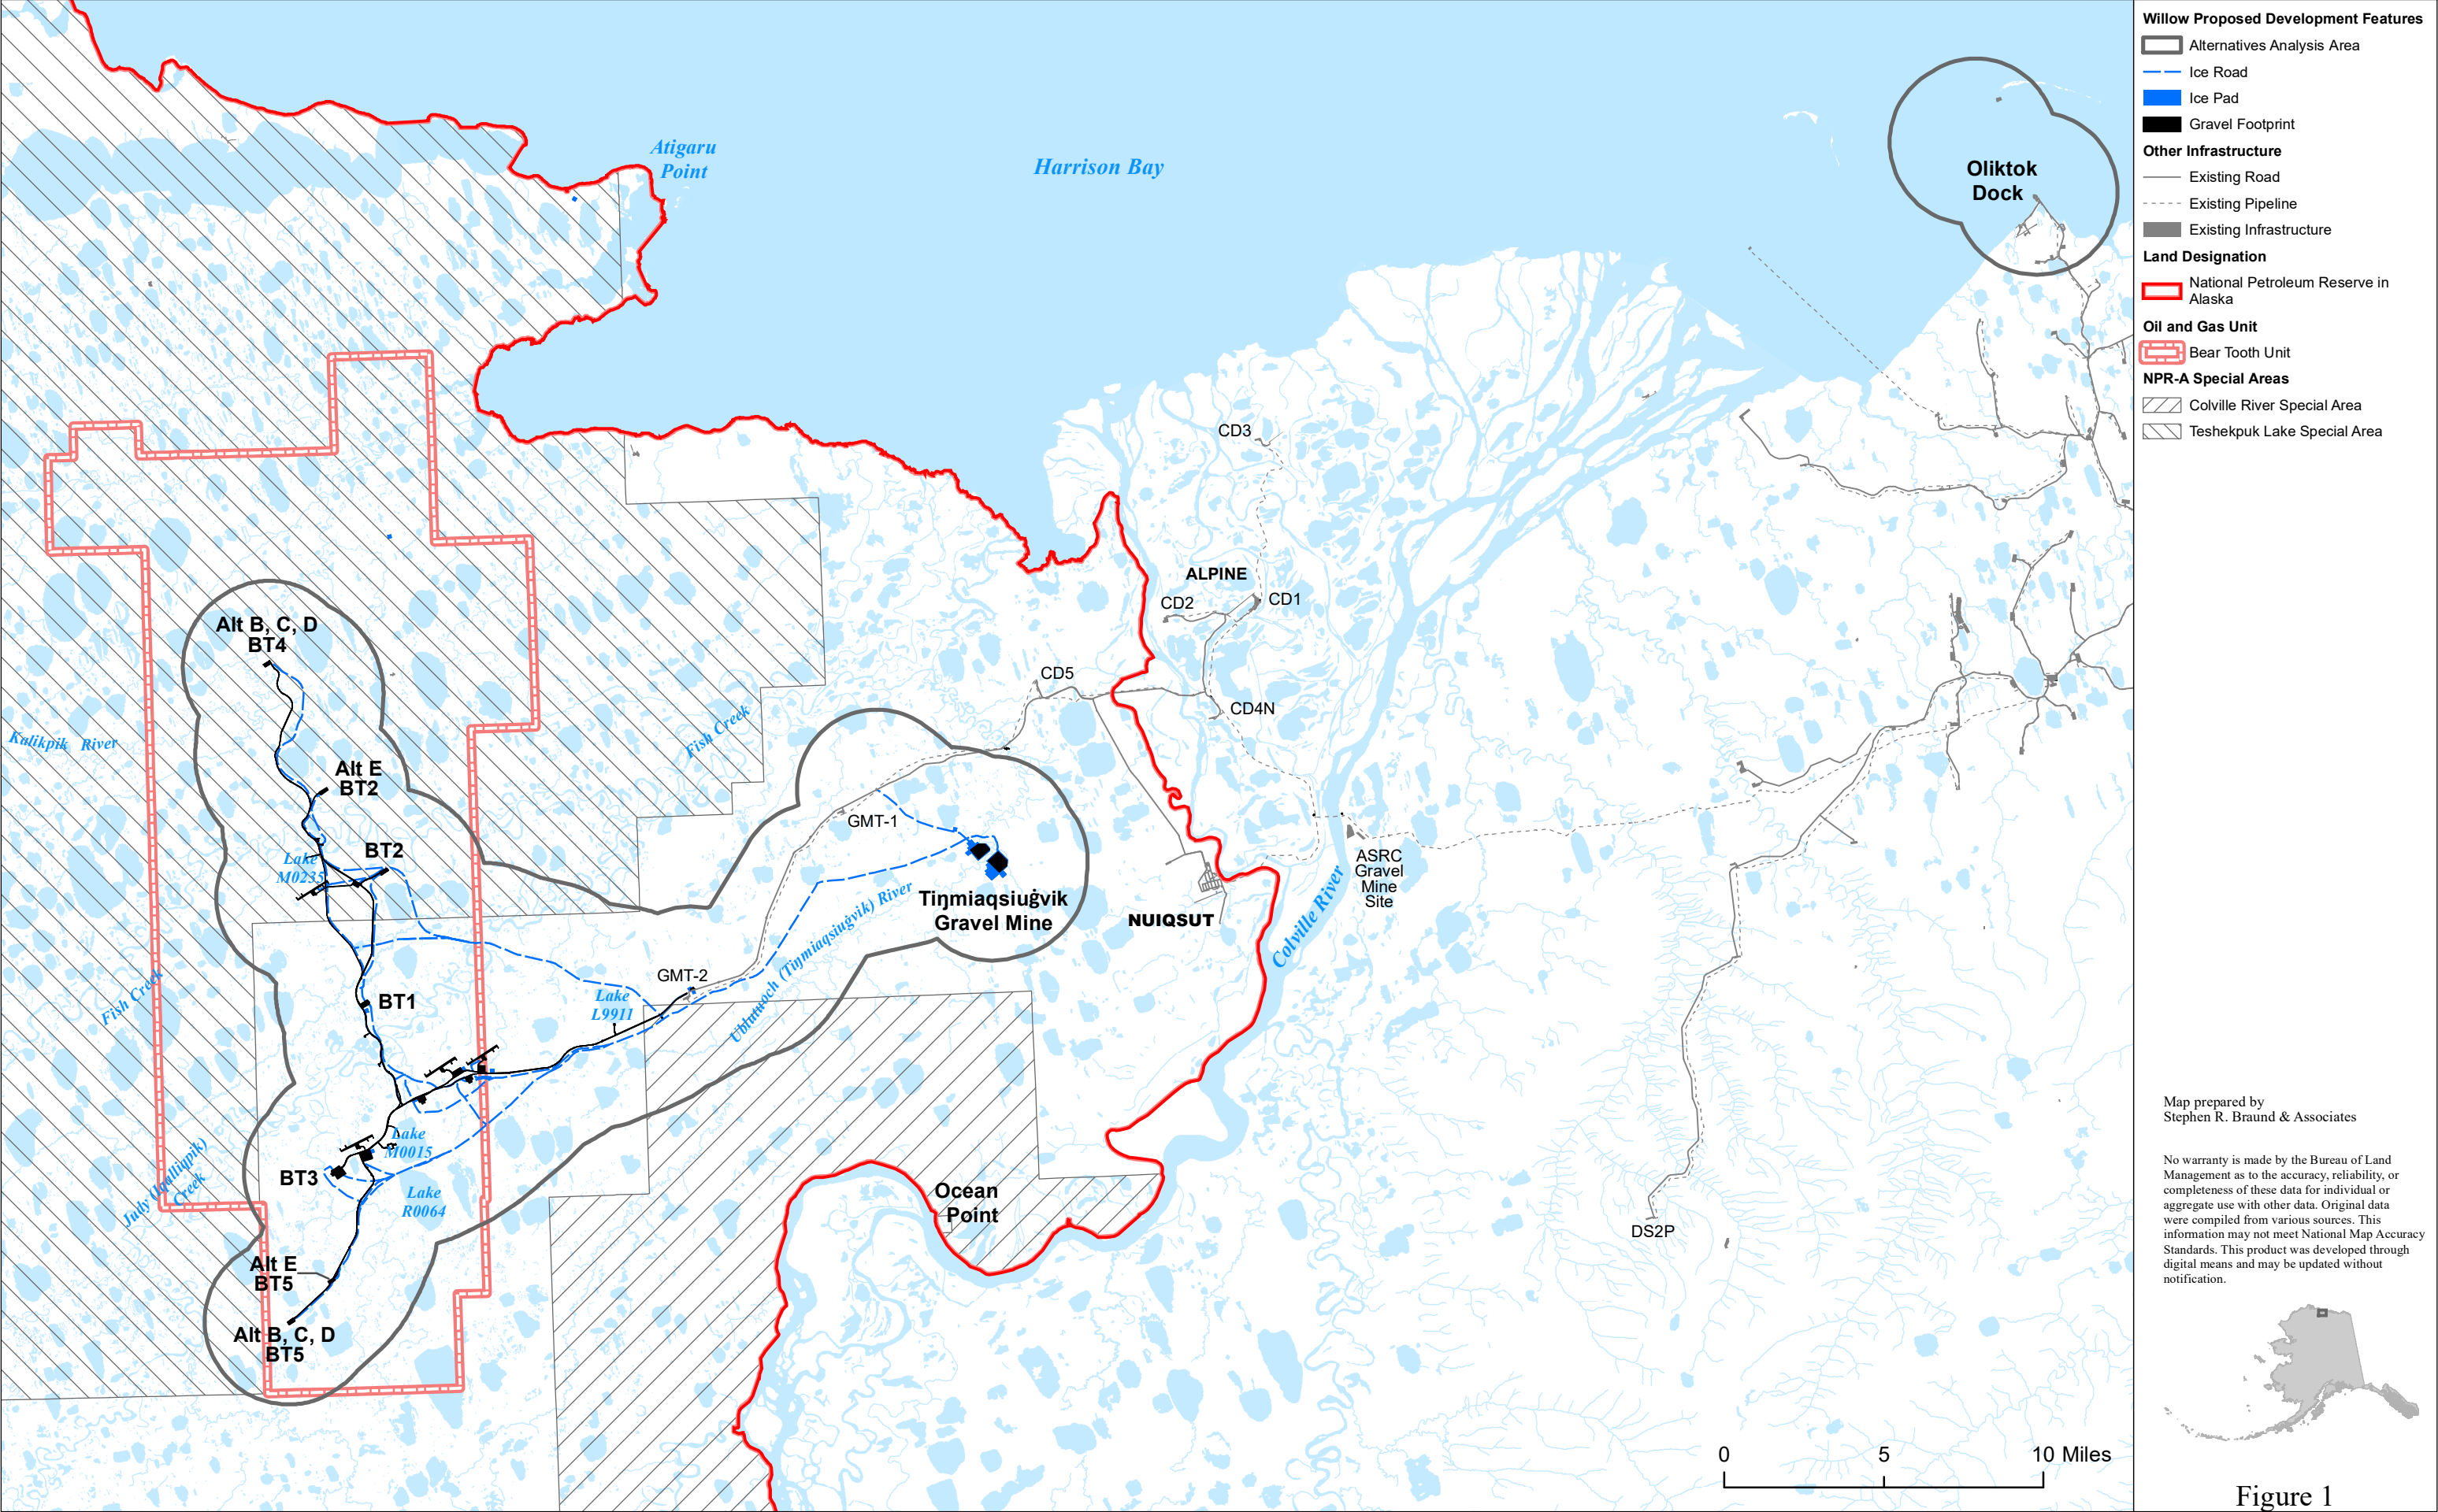 Atigaru
Point
Harrison Bay
Oliktok
Dock
CD3
ALPINE
CD2
CD1
CD5
CD4N
Alt B, C, D
BT4
Kalikpik River
Fish Creek
Alt E
BT2
GMT-1
Lake
M0235
BT2
Tiŋmiaqsiuġvik
Gravel Mine
NUIQSUT
ASRC
Gravel
Mine
Site
Colville River
Ublutuoch (Tiŋmiaqsiuġvik) River
GMT-2
Lake
L9911
Fish Creek
BT1
Lake
M0015
BT3
Judy (Iqalliqpik)
Creek
Lake
R0064
Ocean
Point
DS2P
Alt E
BT5
Alt B, C, D
BT5
0 5 10 Miles
Willow Proposed Development Features
Alternatives Analysis Area
Ice Road
Ice Pad
Gravel Footprint
Other Infrastructure
Existing Road
Existing Pipeline
Existing Infrastructure
Land Designation
National Petroleum Reserve in
Alaska
Oil and Gas Unit
Bear Tooth Unit
NPR-A Special Areas
Colville River Special Area
Teshekpuk Lake Special Area
Map prepared by
Stephen R. Braund & Associates
No warranty is made by the Bureau of Land
Management as to the accuracy, reliability, or
completeness of these data for individual or
aggregate use with other data. Original data
were compiled from various sources. This
information may not meet National Map Accuracy
Standards. This product was developed through
digital means and may be updated without
notification.
Figure 1